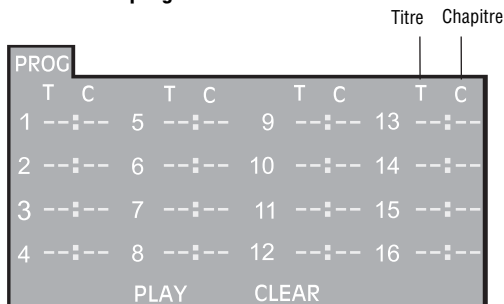 Titre Chapitre
PROG
T C T C T C T C
1 --:-- 5 --:-- 9 --:-- 13 --:--
2 --:-- 6 --:-- 10 --:-- 14 --:--
3 --:-- 7 --:-- 11 --:-- 15 --:--
4 --:-- 8 --:-- 12 --:-- 16 --:--
PLAY CLEAR